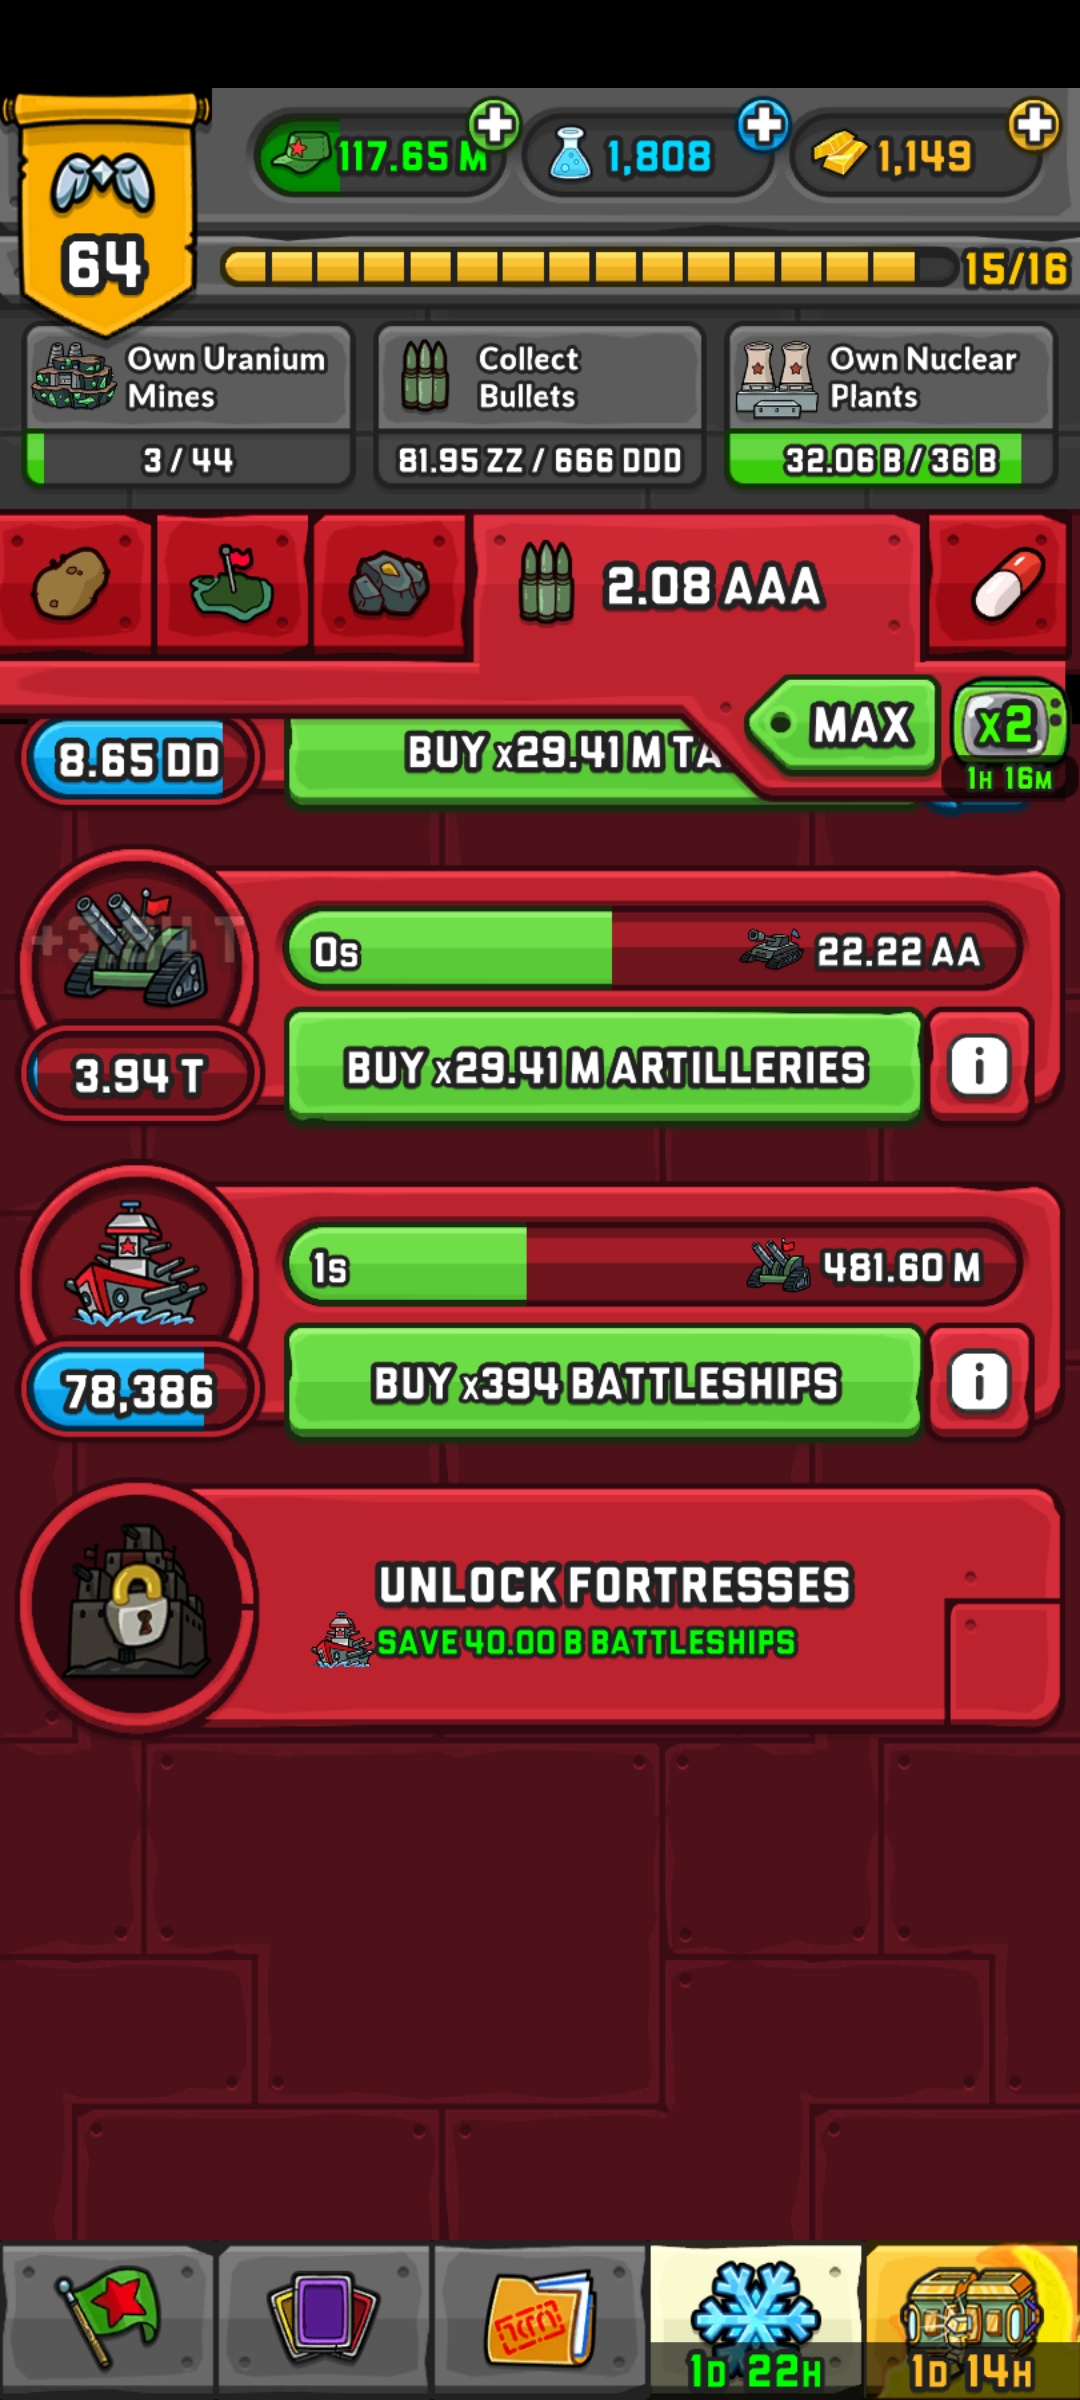 117.65 M
1,808
1,149
64
15/16
Own Uranium
Mines
3 / 44
Collect
Bullets
81.95 ZZ / 666 DDD
Own Nuclear
Plants
32.06 B / 36 B
2.08 AAA
MAX
x2
1H 16M
8.65 DD
BUY x29.41 M TA
0s
22.22 AA
3.94 T
BUY x29.41 M ARTILLERIES
i
1s
481.60 M
78,386
BUY x394 BATTLESHIPS
i
UNLOCK FORTRESSES
SAVE 40.00 B BATTLESHIPS
1D 22H
1D 14H